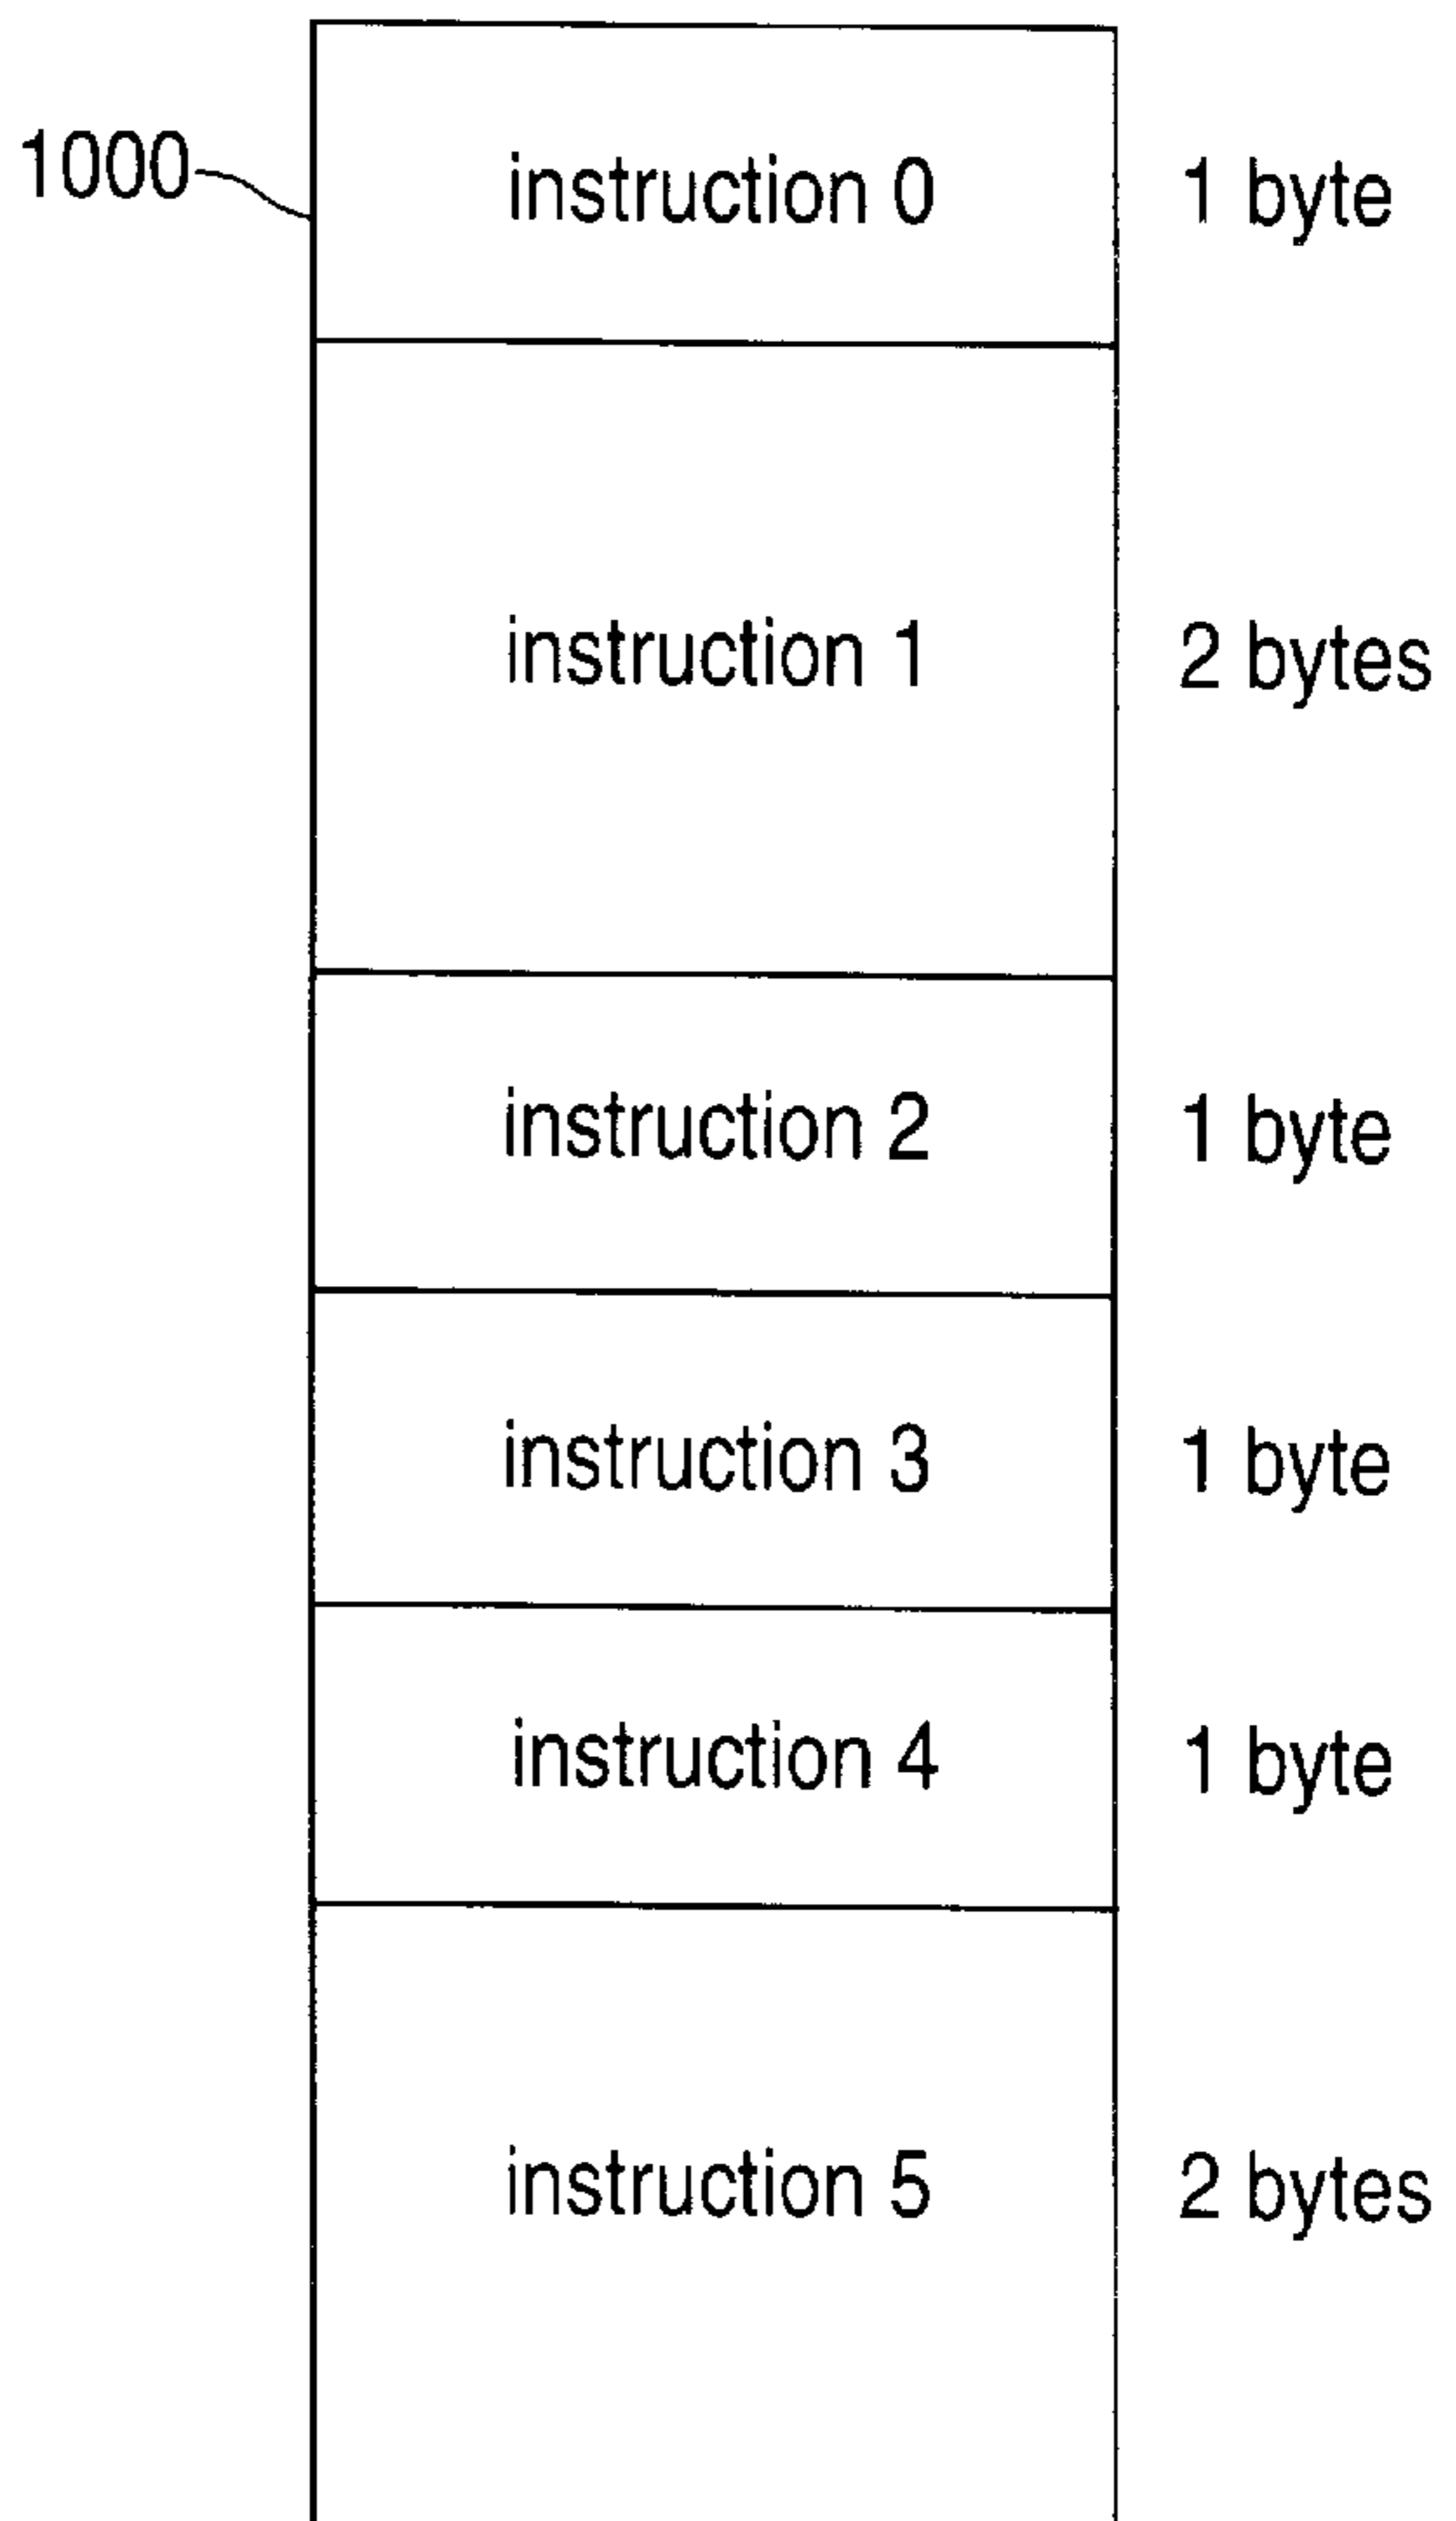 1000
instruction 0 1 byte
instruction 1 2 bytes
instruction 2 1 byte
instruction 3 1 byte
instruction 4 1 byte
instruction 5 2 bytes